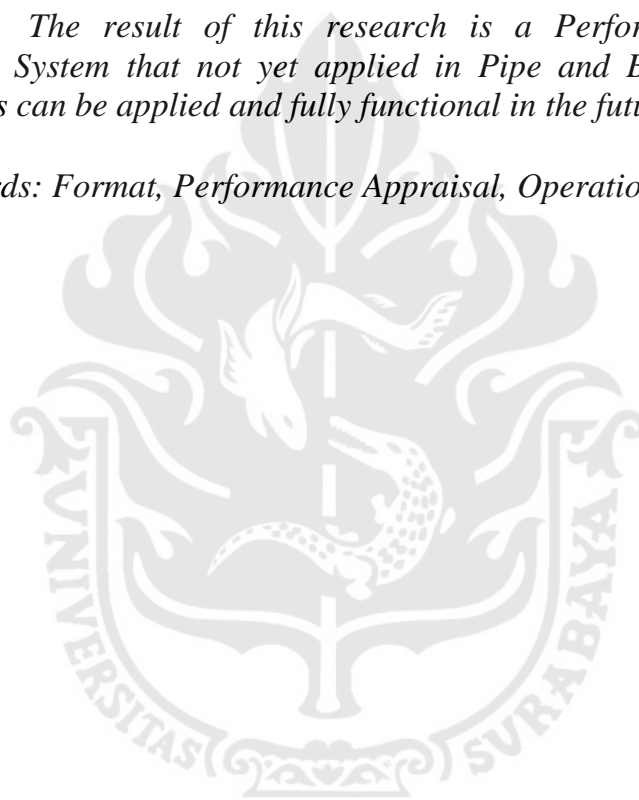 The result of this research is a Perfor
System that not yet applied in Pipe and B
s can be applied and fully functional in the futu
rds: Format, Performance Appraisal, Operatio
UNIVERSITAS SURABAYA